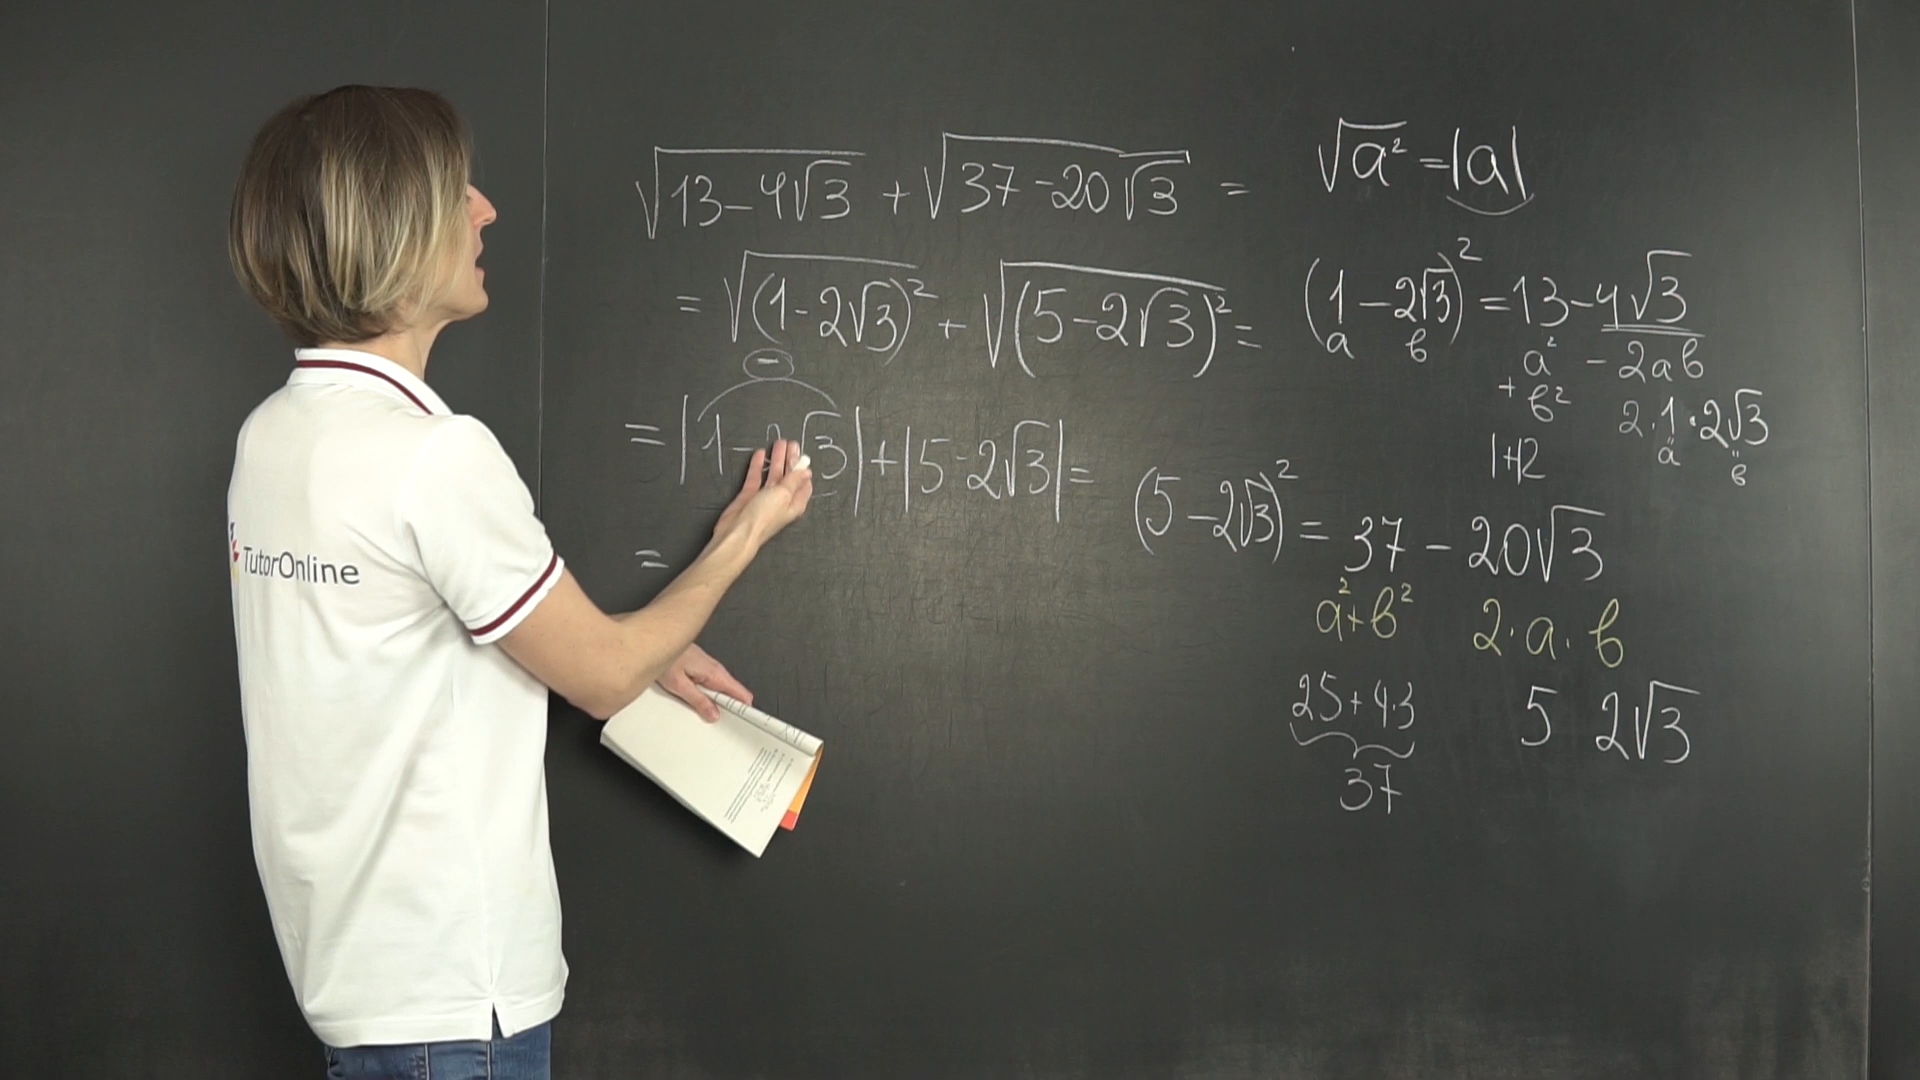 √13-4√3 + √37-20√3 =
= √(1-2√3)² + √(5-2√3)² =
-
= |1-2√3| + |5-2√3| =
=
√a² = |a|
(1-2√3)² = 13-4√3
a в a² -2ab
+ в² 2·1·2√3
a в
1+12
(5-2√3)² = 37-20√3
a²+в² 2·a·в
25+4·3 5 2√3
37
TutorOnline